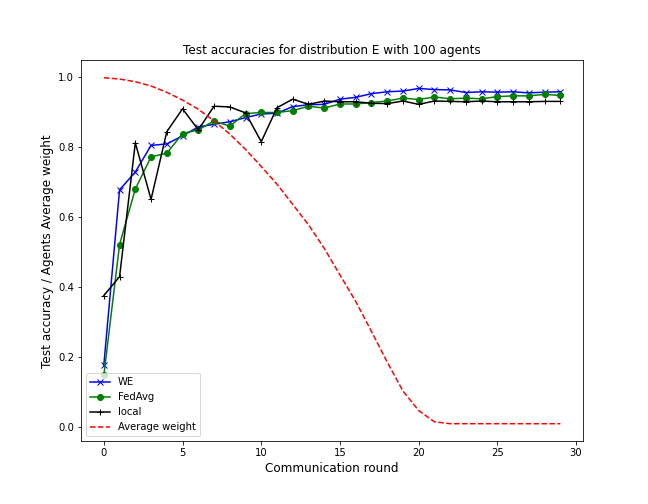 Test accuracies for distribution E with 100 agents
Test accuracy / Agents Average weight
1.0
0.8
0.6
0.4
0.2
0.0
WE
FedAvg
local
Average weight
0 5 10 15 20 25 30
Communication round